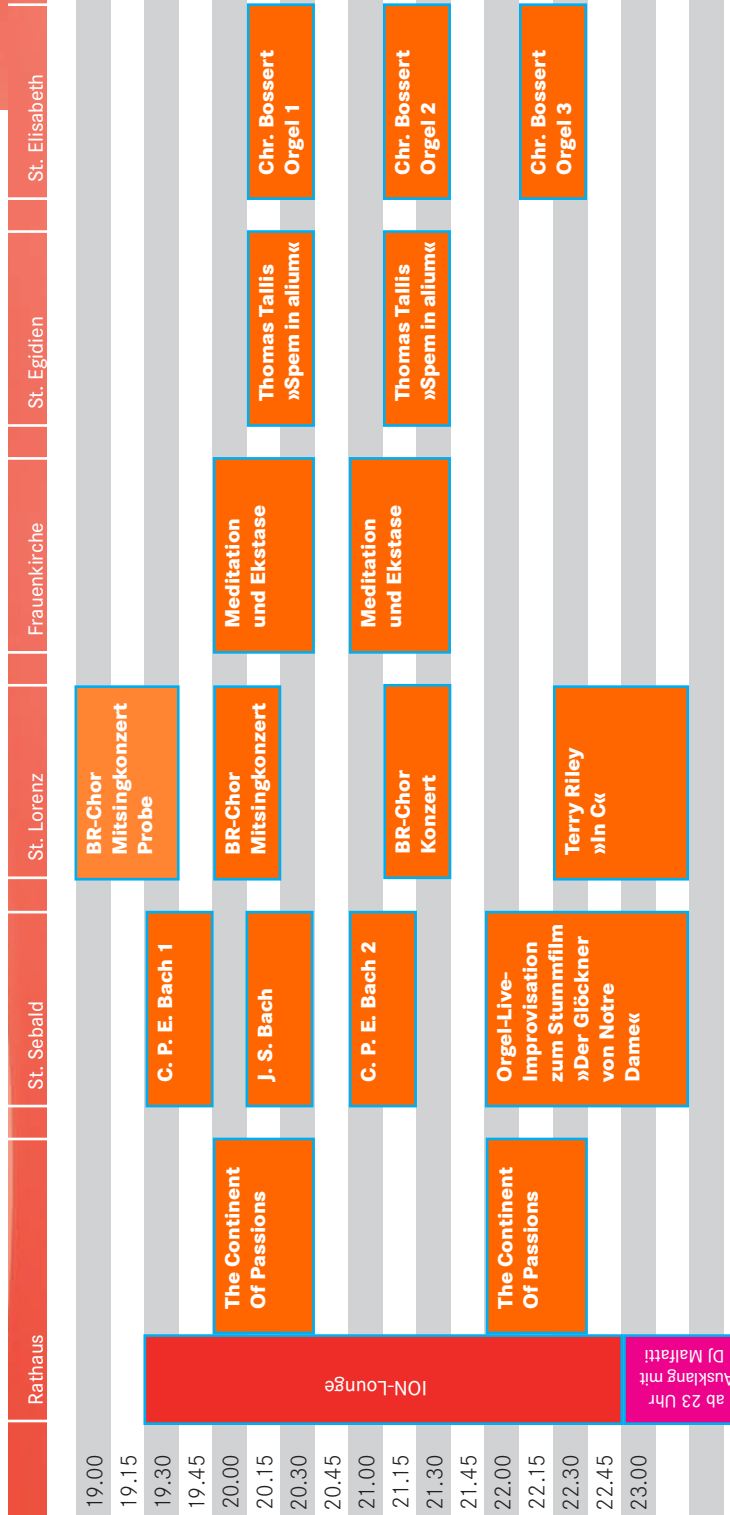 Rathaus
St. Sebald
St. Lorenz
Frauenkirche
St. Egidien
St. Elisabeth
19.00
19.15
19.30
19.45
20.00
20.15
20.30
20.45
21.00
21.15
21.30
21.45
22.00
22.15
22.30
22.45
23.00
ION-Lounge
ab 23 Uhr
Ausklang mit
DJ Malfatti
The Continent
Of Passions
The Continent
Of Passions
C. P. E. Bach 1
J. S. Bach
C. P. E. Bach 2
Orgel-Live-
Improvisation
zum Stummfilm
»Der Glöckner
von Notre
Dame«
BR-Chor
Mitsingkonzert
Probe
BR-Chor
Mitsingkonzert
BR-Chor
Konzert
Terry Riley
»In C«
Meditation
und Ekstase
Meditation
und Ekstase
Thomas Tallis
»Spem in alium«
Thomas Tallis
»Spem in alium«
Chr. Bossert
Orgel 1
Chr. Bossert
Orgel 2
Chr. Bossert
Orgel 3